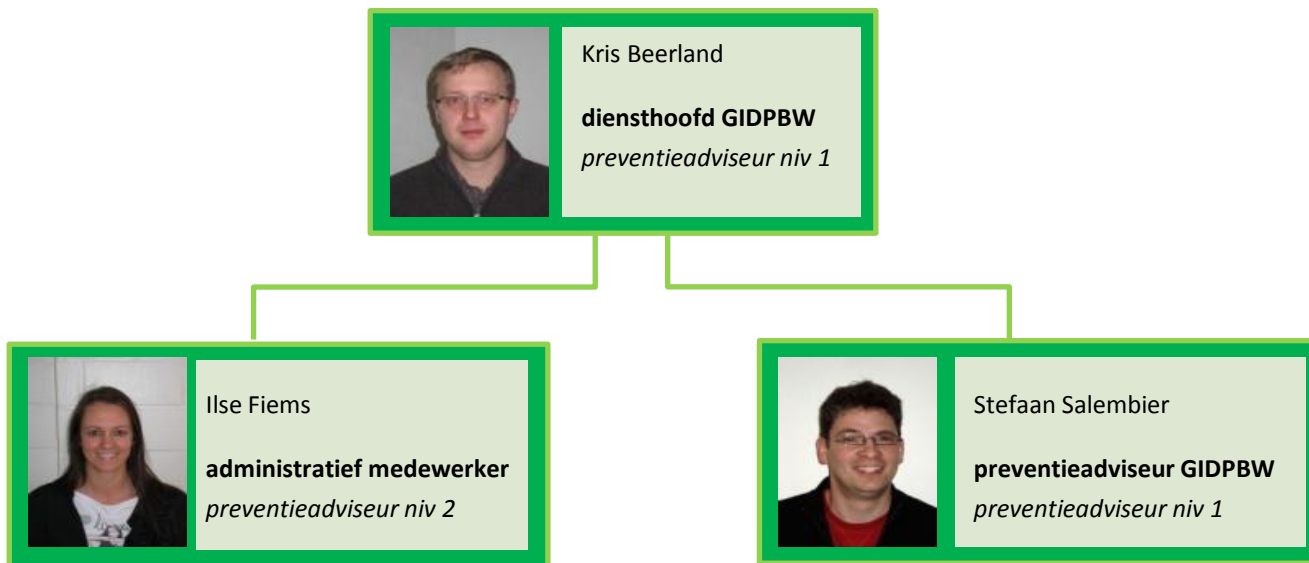 Kris Beerland
diensthoofd GIDPBW
preventieadviseur niv 1
Ilse Fiems
administratief medewerker
preventieadviseur niv 2
Stefaan Salembier
preventieadviseur GIDPBW
preventieadviseur niv 1